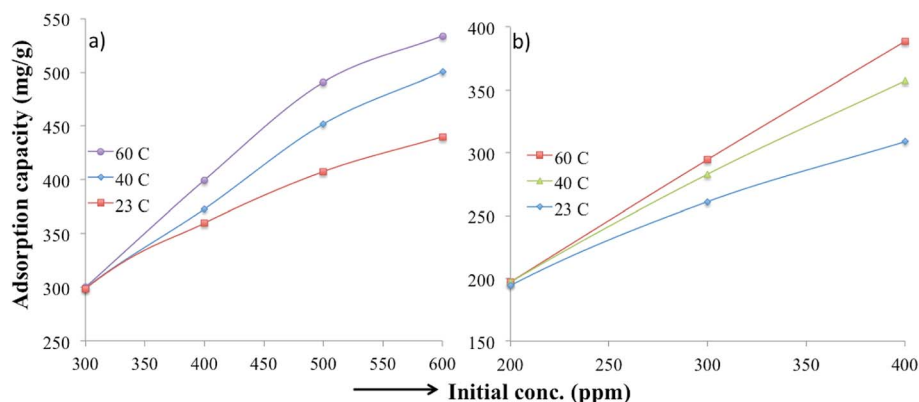 Adsorption capacity (mg/g)
a)
550
500
450
400
350
300
250
60 C
40 C
23 C
300 350 400 450 500 550 600
b)
400
350
300
250
200
150
60 C
40 C
23 C
200 250 300 350 400
Initial conc. (ppm)